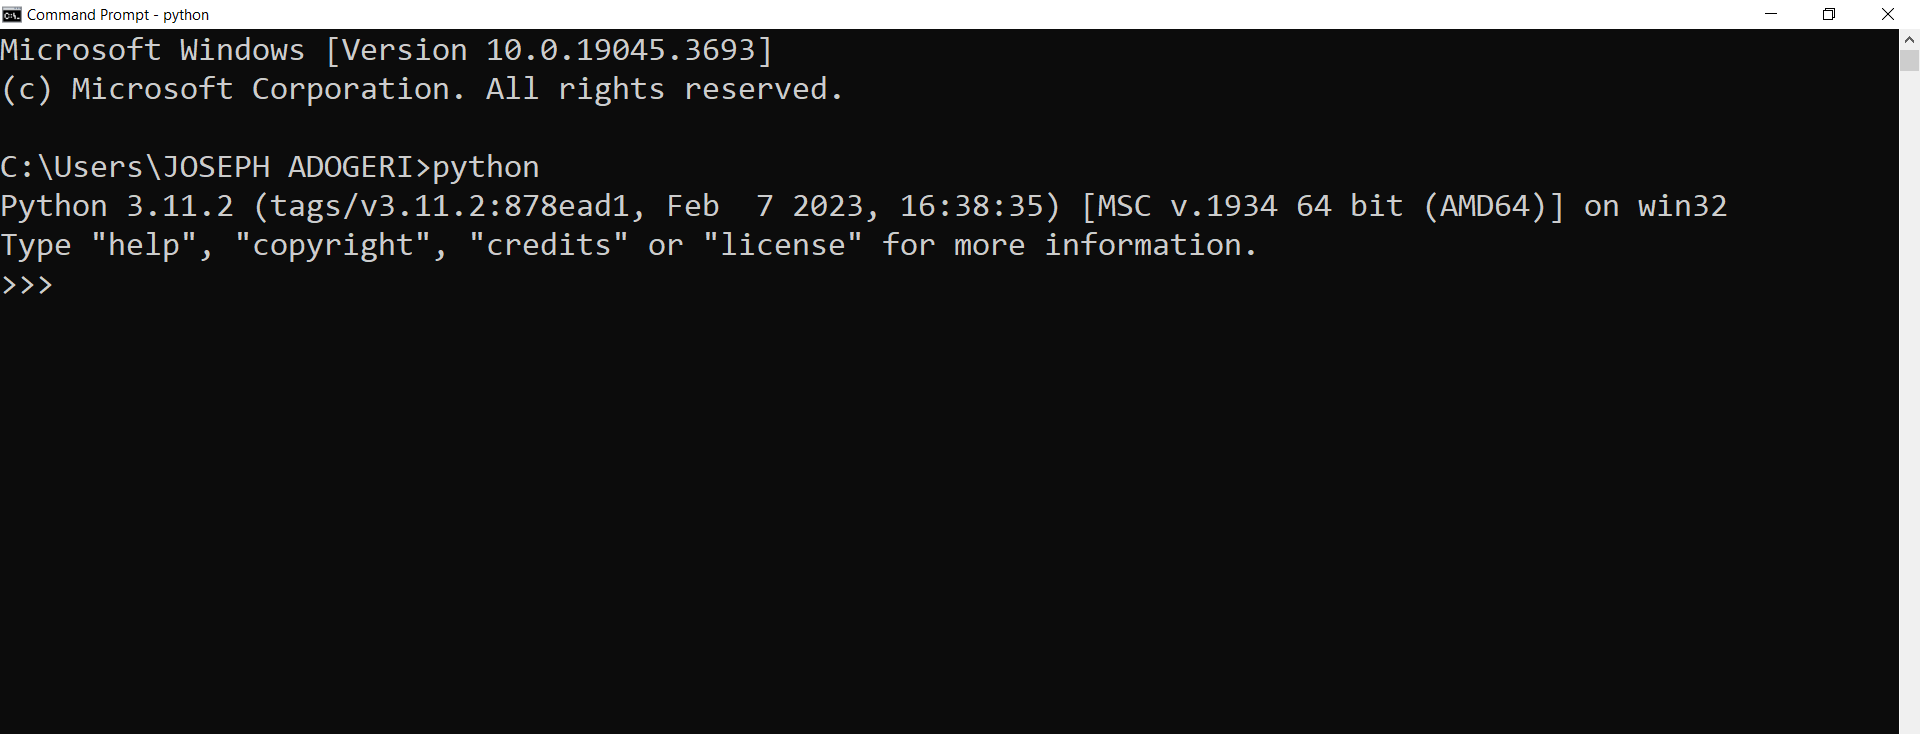 Command Prompt - python
Microsoft Windows [Version 10.0.19045.3693]
(c) Microsoft Corporation. All rights reserved.
C:\Users\JOSEPH ADOGERI>python
Python 3.11.2 (tags/v3.11.2:878ead1, Feb  7 2023, 16:38:35) [MSC v.1934 64 bit (AMD64)] on win32
Type "help", "copyright", "credits" or "license" for more information.
>>>